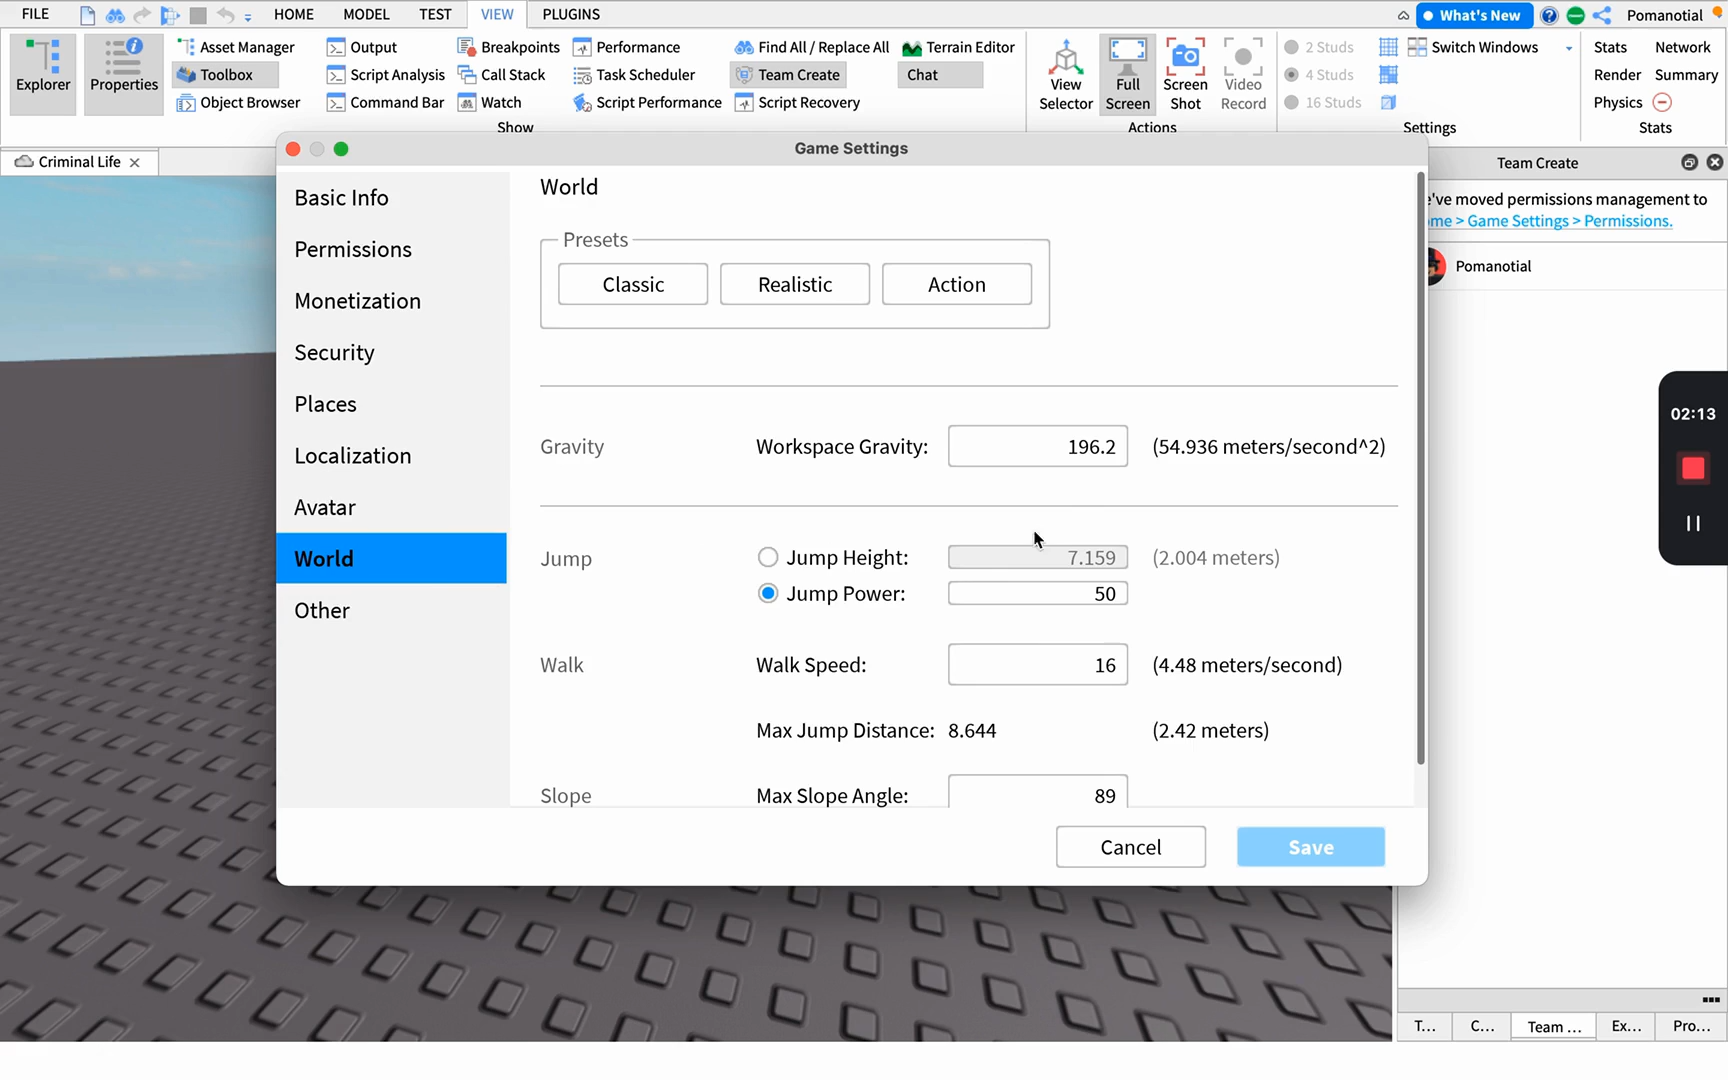 FILE HOME MODEL TEST VIEW PLUGINS What's New Pomanotial
Explorer
Properties
Asset Manager
Toolbox
Object Browser
Output
Script Analysis
Command Bar
Breakpoints
Call Stack
Watch
Performance
Task Scheduler
Script Performance
Find All / Replace All
Team Create
Script Recovery
Terrain Editor
Chat
Show
View Selector
Full Screen
Screen Shot
Video Record
Actions
2 Studs
4 Studs
16 Studs
Switch Windows
Settings
Stats Network
Render Summary
Physics
Stats
Criminal Life
Game Settings
Team Create
Basic Info
Permissions
Monetization
Security
Places
Localization
Avatar
World
Other
World
Presets
Classic Realistic Action
Gravity Workspace Gravity: 196.2 (54.936 meters/second^2)
Jump Jump Height: 7.159 (2.004 meters)
Jump Power: 50
Walk Walk Speed: 16 (4.48 meters/second)
Max Jump Distance: 8.644 (2.42 meters)
Slope Max Slope Angle: 89
Cancel Save
e've moved permissions management to
me > Game Settings > Permissions.
Pomanotial
02:13
T... C... Team ... Ex... Pro...